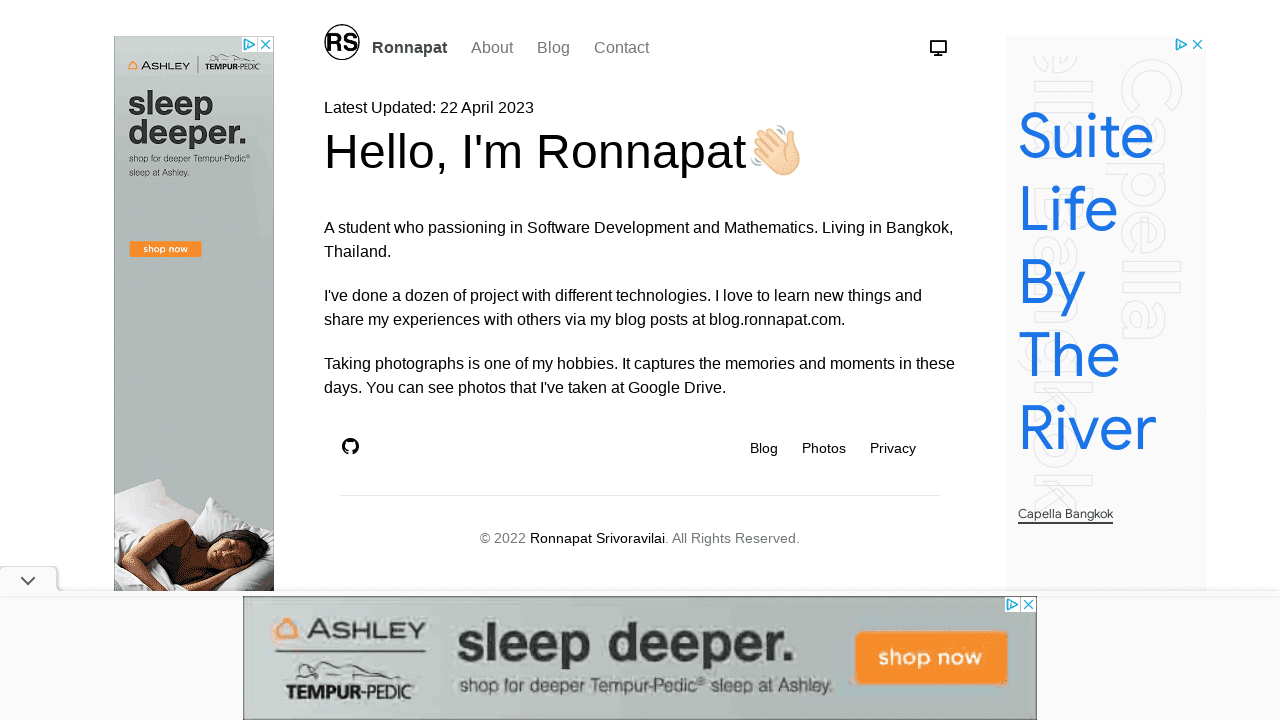 RS
Ronnapat
About
Blog
Contact
Latest Updated: 22 April 2023
Hello, I'm Ronnapat
A student who passioning in Software Development and Mathematics. Living in Bangkok,
Thailand.
I've done a dozen of project with different technologies. I love to learn new things and
share my experiences with others via my blog posts at blog.ronnapat.com.
Taking photographs is one of my hobbies. It captures the memories and moments in these
days. You can see photos that I've taken at Google Drive.
Blog
Photos
Privacy
© 2022 Ronnapat Srivoravilai. All Rights Reserved.
ASHLEY
TEMPUR-PEDIC
sleep
deeper.
shop for deeper Tempur-Pedic®
sleep at Ashley.
shop now
Suite
Life
By
The
River
Capella Bangkok
Capella
ella Bangkok
ASHLEY
TEMPUR-PEDIC
sleep deeper.
shop for deeper Tempur-Pedic® sleep at Ashley.
shop now